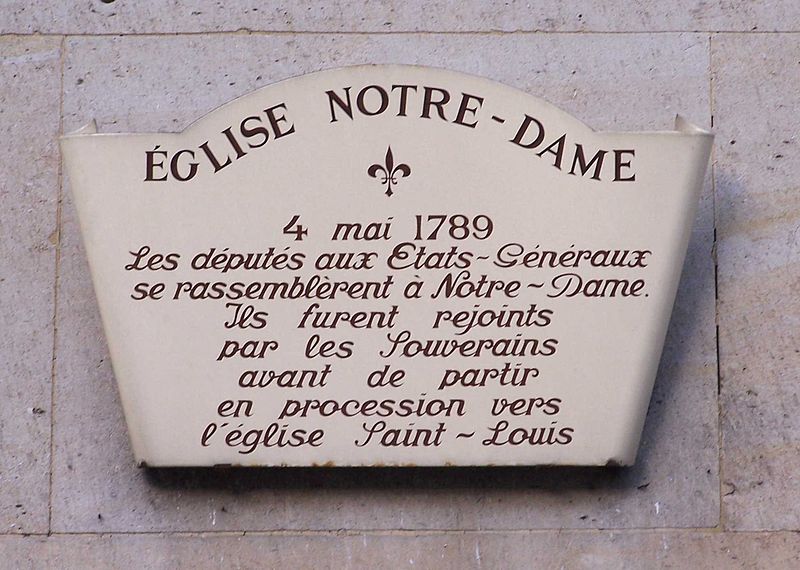 ÉGLISE NOTRE-DAME
4 mai 1789
Les députés aux Etats-Généraux
se rassemblèrent à Notre-Dame.
Ils furent rejoints
par les Souverains
avant de partir
en procession vers
l'église Saint-Louis